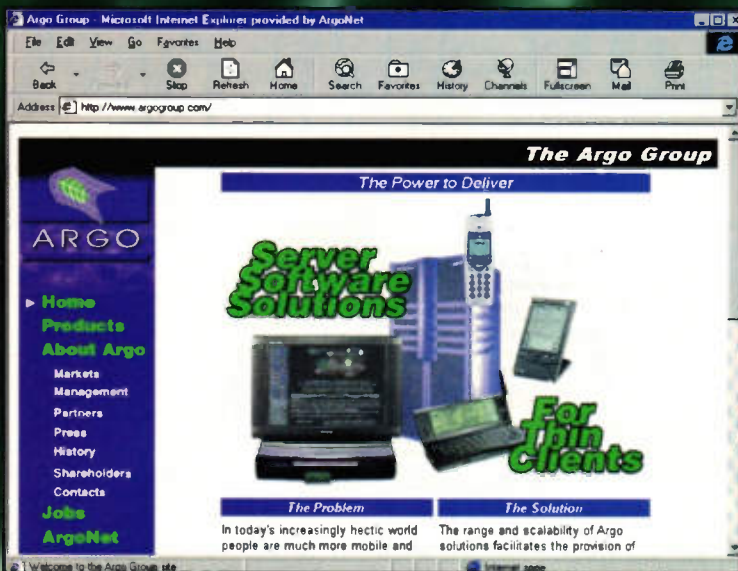 Argo Group - Microsoft Internet Explorer provided by ArgoNet
File Edit View Go Favorites Help
Back Stop Refresh Home Search Favorites History Channels Fullscreen Mail Print
Address http://www.argogroup.com/
The Argo Group
The Power to Deliver
ARGO
Server
Software
Solutions
Home
Products
About Argo
Markets
Management
Partners
Press
History
Shareholders
Contacts
Jobs
ArgoNet
For
Thin
Clients
The Problem
In today's increasingly hectic world
people are much more mobile and
The Solution
The range and scalability of Argo
solutions facilitates the provision of
Welcome to the Argo Group site
Internet zone